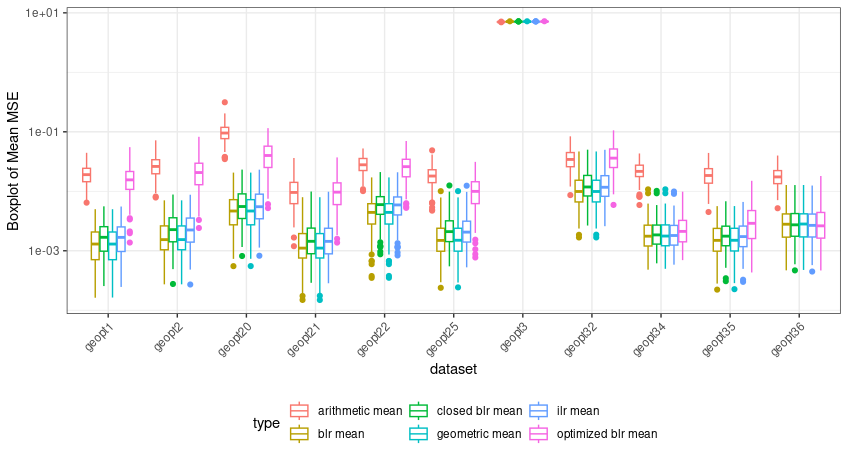 Boxplot of Mean MSE
1e+01
1e-01
1e-03
geopt1 geopt2 geopt20 geopt21 geopt22 geopt25 geopt3 geopt32 geopt34 geopt35 geopt36
dataset
type
arithmetic mean closed blr mean ilr mean
blr mean geometric mean optimized blr mean